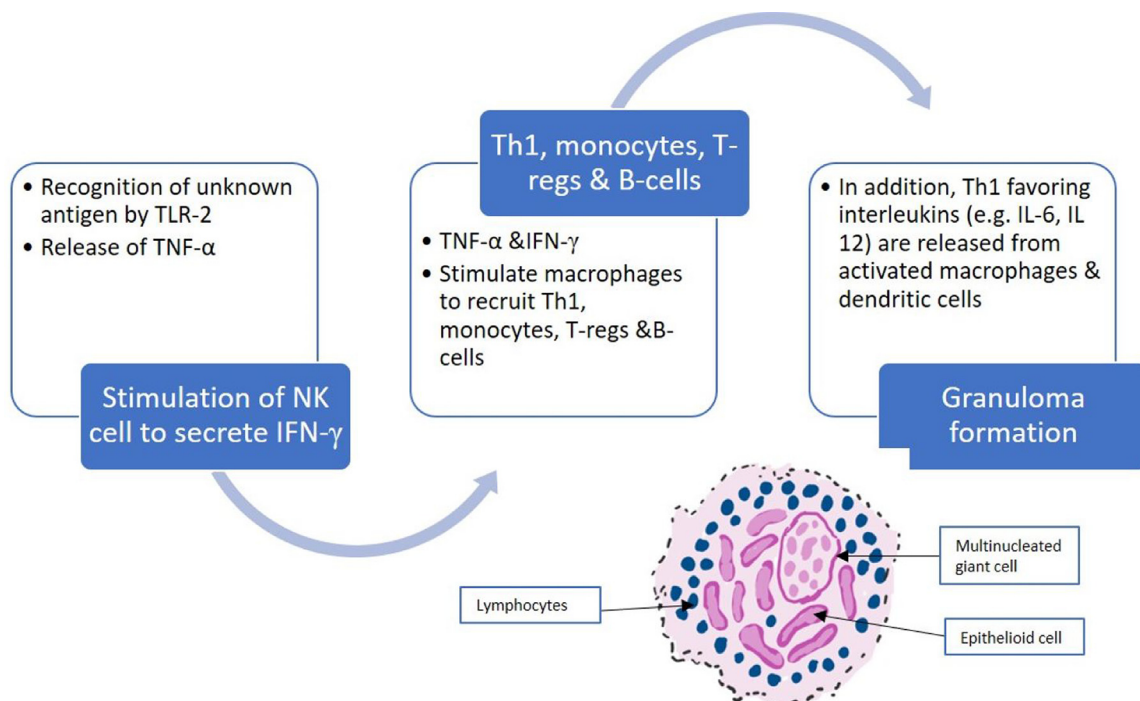 • Recognition of unknown
antigen by TLR-2
• Release of TNF-α
Stimulation of NK
cell to secrete IFN-γ
Th1, monocytes, T-
regs & B-cells
• TNF-α &IFN-γ
• Stimulate macrophages
to recruit Th1,
monocytes, T-regs &B-
cells
• In addition, Th1 favoring
interleukins (e.g. IL-6, IL
12) are released from
activated macrophages &
dendritic cells
Granuloma
formation
Multinucleated
giant cell
Lymphocytes
Epithelioid cell